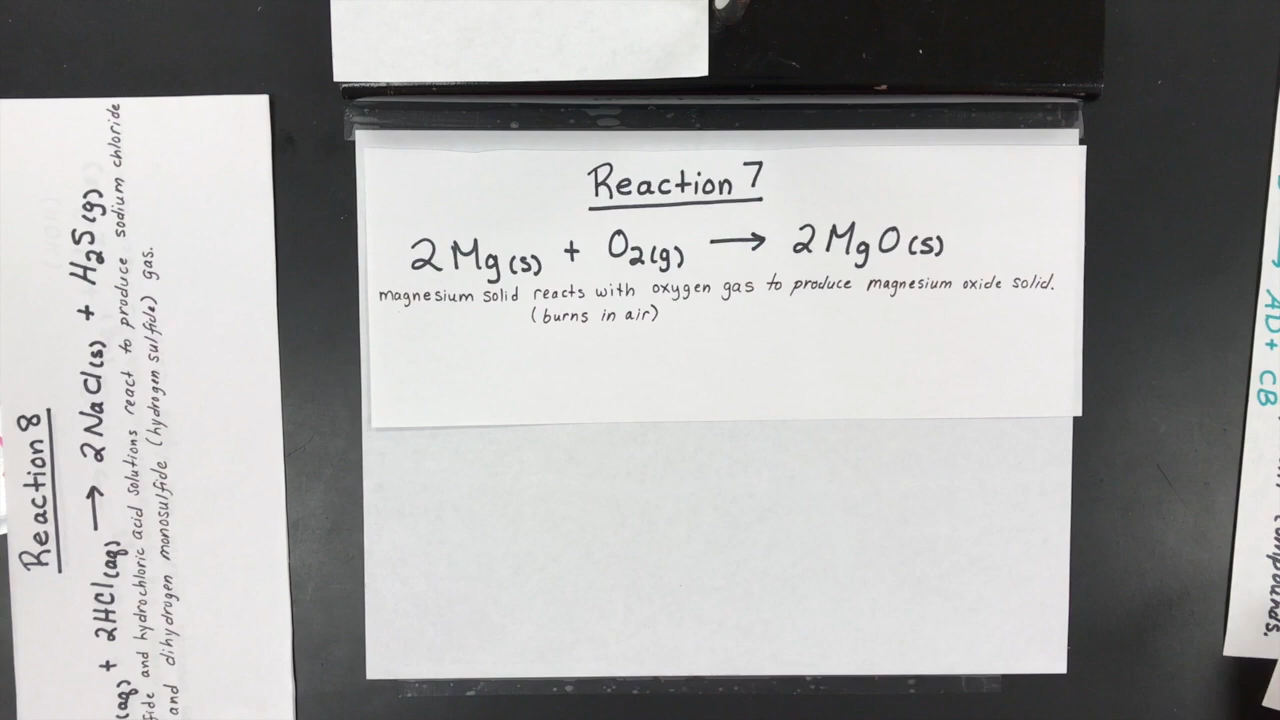 Reaction 7
2Mg(s) + O2(g) → 2MgO(s)
magnesium solid reacts with oxygen gas to produce magnesium oxide solid.
(burns in air)
Reaction 8
(aq) + 2HCl(aq) → 2NaCl(s) + H2S(g)
fide and hydrochloric acid solutions react to produce sodium chloride
and dihydrogen monosulfide (hydrogen sulfide) gas.
AD + CB